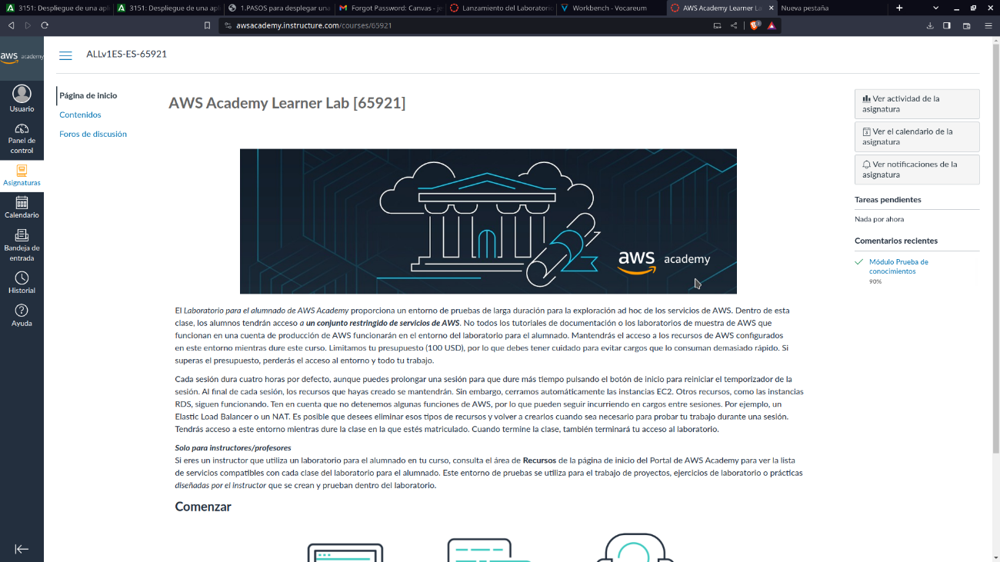 3151: Despliegue de una apli
3151: Despliegue de una apli
1.PASOS para desplegar una
Forgot Password: Canvas - je
Lanzamiento del Laboratorio
Workbench - Vocareum
AWS Academy Learner La
Nueva pestaña
awsacademy.instructure.com/courses/65921
aws academy
ALLv1ES-ES-65921
Usuario
Panel de
control
Asignaturas
Calendario
Bandeja de
entrada
Historial
Ayuda
Página de inicio
Contenidos
Foros de discusión
AWS Academy Learner Lab [65921]
aws academy
El Laboratorio para el alumnado de AWS Academy proporciona un entorno de pruebas de larga duración para la exploración ad hoc de los servicios de AWS. Dentro de esta
clase, los alumnos tendrán acceso a un conjunto restringido de servicios de AWS. No todos los tutoriales de documentación o los laboratorios de muestra de AWS que
funcionan en una cuenta de producción de AWS funcionarán en el entorno del laboratorio para el alumnado. Mantendrás el acceso a los recursos de AWS configurados
en este entorno mientras dure este curso. Limitamos tu presupuesto (100 USD), por lo que debes tener cuidado para evitar cargos que lo consuman demasiado rápido. Si
superas el presupuesto, perderás el acceso al entorno y todo tu trabajo.
Cada sesión dura cuatro horas por defecto, aunque puedes prolongar una sesión para que dure más tiempo pulsando el botón de inicio para reiniciar el temporizador de la
sesión. Al final de cada sesión, los recursos que hayas creado se mantendrán. Sin embargo, cerramos automáticamente las instancias EC2. Otros recursos, como las instancias
RDS, siguen funcionando. Ten en cuenta que no detenemos algunas funciones de AWS, por lo que pueden seguir incurriendo en cargos entre sesiones. Por ejemplo, un
Elastic Load Balancer o un NAT. Es posible que desees eliminar esos tipos de recursos y volver a crearlos cuando sea necesario para probar tu trabajo durante una sesión.
Tendrás acceso a este entorno mientras dure la clase en la que estés matriculado. Cuando termine la clase, también terminará tu acceso al laboratorio.
Solo para instructores/profesores
Si eres un instructor que utiliza un laboratorio para el alumnado en tu curso, consulta el área de Recursos de la página de inicio del Portal de AWS Academy para ver la lista
de servicios compatibles con cada clase del laboratorio para el alumnado. Este entorno de pruebas se utiliza para el trabajo de proyectos, ejercicios de laboratorio o prácticas
diseñadas por el instructor que se crean y prueban dentro del laboratorio.
Comenzar
Ver actividad de la
asignatura
Ver el calendario de la
asignatura
Ver notificaciones de la
asignatura
Tareas pendientes
Nada por ahora
Comentarios recientes
Módulo Prueba de
conocimientos
90%